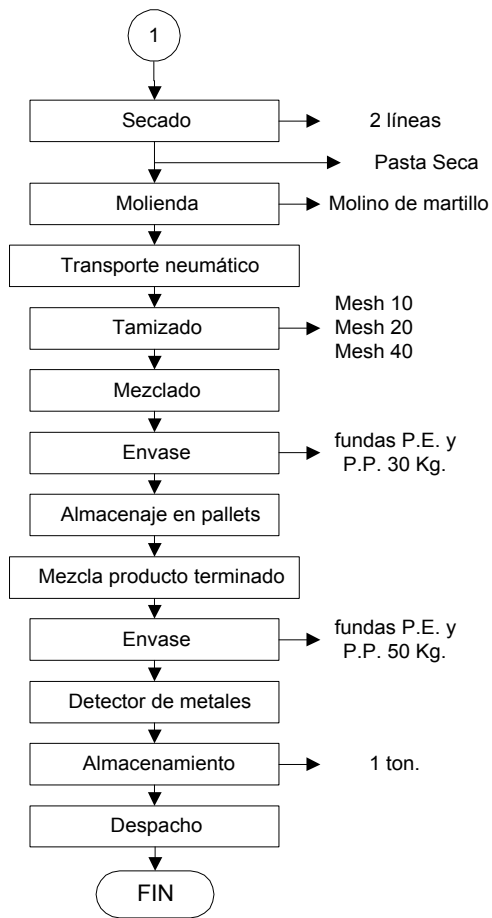 1
Secado
2 líneas
Pasta Seca
Molienda
Molino de martillo
Transporte neumático
Tamizado
Mesh 10
Mesh 20
Mesh 40
Mezclado
Envase
fundas P.E. y
P.P. 30 Kg.
Almacenaje en pallets
Mezcla producto terminado
Envase
fundas P.E. y
P.P. 50 Kg.
Detector de metales
Almacenamiento
1 ton.
Despacho
FIN